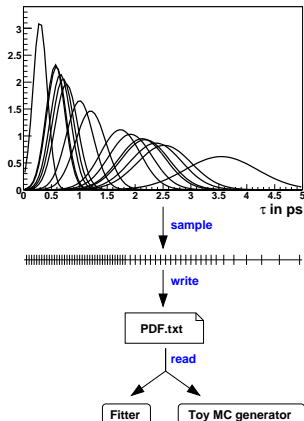 3
2.5
2
1.5
1
0.5
0
0 0.5 1 1.5 2 2.5 3 3.5 4 4.5 5
τ in ps
sample
write
PDF.txt
read
Fitter
Toy MC generator